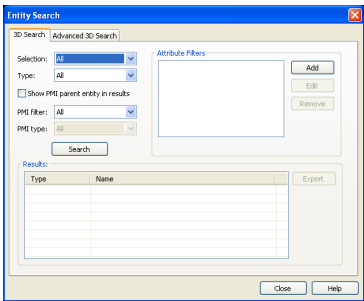 Entity Search
3D Search
Advanced 3D Search
Selection: All
Type: All
Show PMI parent entity in results
PMI filter: All
PMI type: All
Search
Attribute Filters
Add
Edit
Remove
Results:
Type Name
Export
Close Help